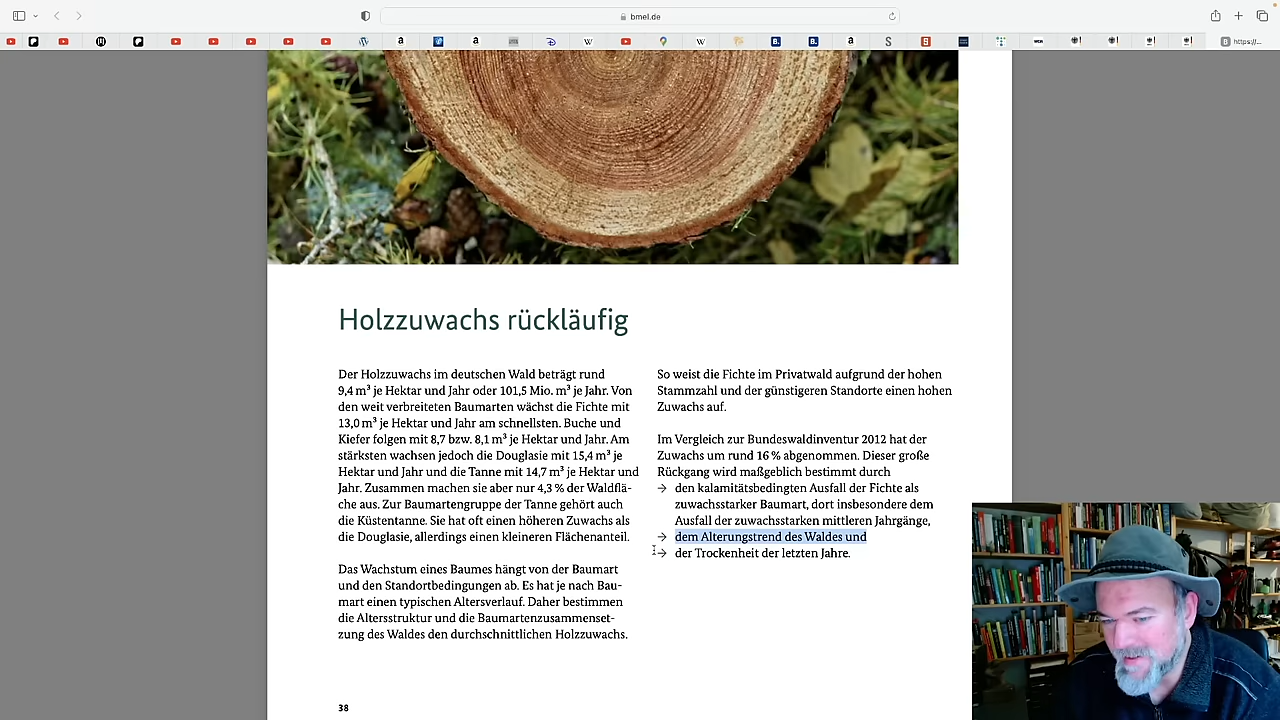 bmel.de
https://...
Holzzuwachs rückläufig
Der Holzzuwachs im deutschen Wald beträgt rund
9,4 m³ je Hektar und Jahr oder 101,5 Mio. m³ je Jahr. Von
den weit verbreiteten Baumarten wächst die Fichte mit
13,0 m³ je Hektar und Jahr am schnellsten. Buche und
Kiefer folgen mit 8,7 bzw. 8,1 m³ je Hektar und Jahr. Am
stärksten wachsen jedoch die Douglasie mit 15,4 m³ je
Hektar und Jahr und die Tanne mit 14,7 m³ je Hektar und
Jahr. Zusammen machen sie aber nur 4,3 % der Waldflä-
che aus. Zur Baumartengruppe der Tanne gehört auch
die Küstentanne. Sie hat oft einen höheren Zuwachs als
die Douglasie, allerdings einen kleineren Flächenanteil.
Das Wachstum eines Baumes hängt von der Baumart
und den Standortbedingungen ab. Es hat je nach Bau-
mart einen typischen Altersverlauf. Daher bestimmen
die Altersstruktur und die Baumartenzusammenset-
zung des Waldes den durchschnittlichen Holzzuwachs.
So weist die Fichte im Privatwald aufgrund der hohen
Stammzahl und der günstigeren Standorte einen hohen
Zuwachs auf.
Im Vergleich zur Bundeswaldinventur 2012 hat der
Zuwachs um rund 16 % abgenommen. Dieser große
Rückgang wird maßgeblich bestimmt durch
→ den kalamitätsbedingten Ausfall der Fichte als
zuwachsstarker Baumart, dort insbesondere dem
Ausfall der zuwachsstarken mittleren Jahrgänge,
→ dem Alterungstrend des Waldes und
→ der Trockenheit der letzten Jahre.
38